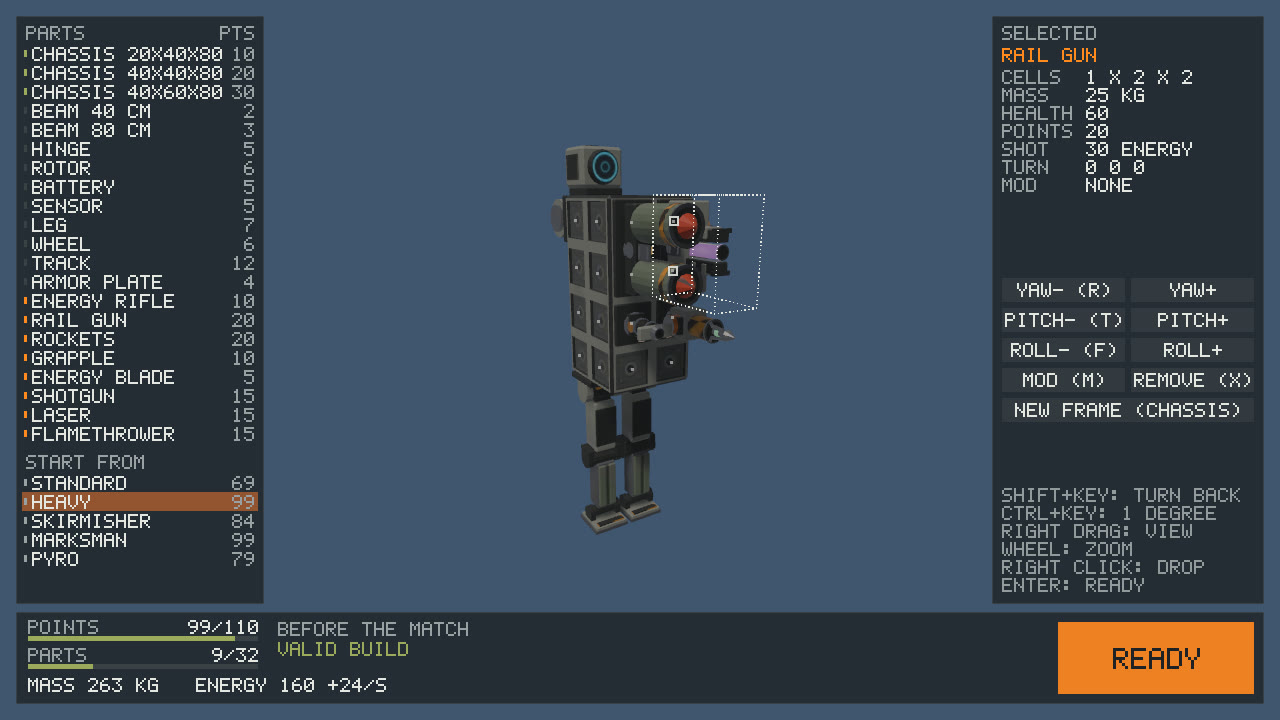 PARTS PTS
CHASSIS 20X40X80 10
CHASSIS 40X40X80 20
CHASSIS 40X60X80 30
BEAM 40 CM 2
BEAM 80 CM 3
HINGE 5
ROTOR 6
BATTERY 5
SENSOR 5
LEG 7
WHEEL 6
TRACK 12
ARMOR PLATE 4
ENERGY RIFLE 10
RAIL GUN 20
ROCKETS 20
GRAPPLE 10
ENERGY BLADE 5
SHOTGUN 15
LASER 15
FLAMETHROWER 15
START FROM
STANDARD 69
HEAVY 99
SKIRMISHER 84
MARKSMAN 99
PYRO 79
SELECTED
RAIL GUN
CELLS 1 X 2 X 2
MASS 25 KG
HEALTH 60
POINTS 20
SHOT 30 ENERGY
TURN 0 0 0
MOD NONE
YAW- (R) YAW+
PITCH- (T) PITCH+
ROLL- (F) ROLL+
MOD (M) REMOVE (X)
NEW FRAME (CHASSIS)
SHIFT+KEY: TURN BACK
CTRL+KEY: 1 DEGREE
RIGHT DRAG: VIEW
WHEEL: ZOOM
RIGHT CLICK: DROP
ENTER: READY
POINTS 99/110
PARTS 9/32
MASS 263 KG ENERGY 160 +24/S
BEFORE THE MATCH
VALID BUILD
READY